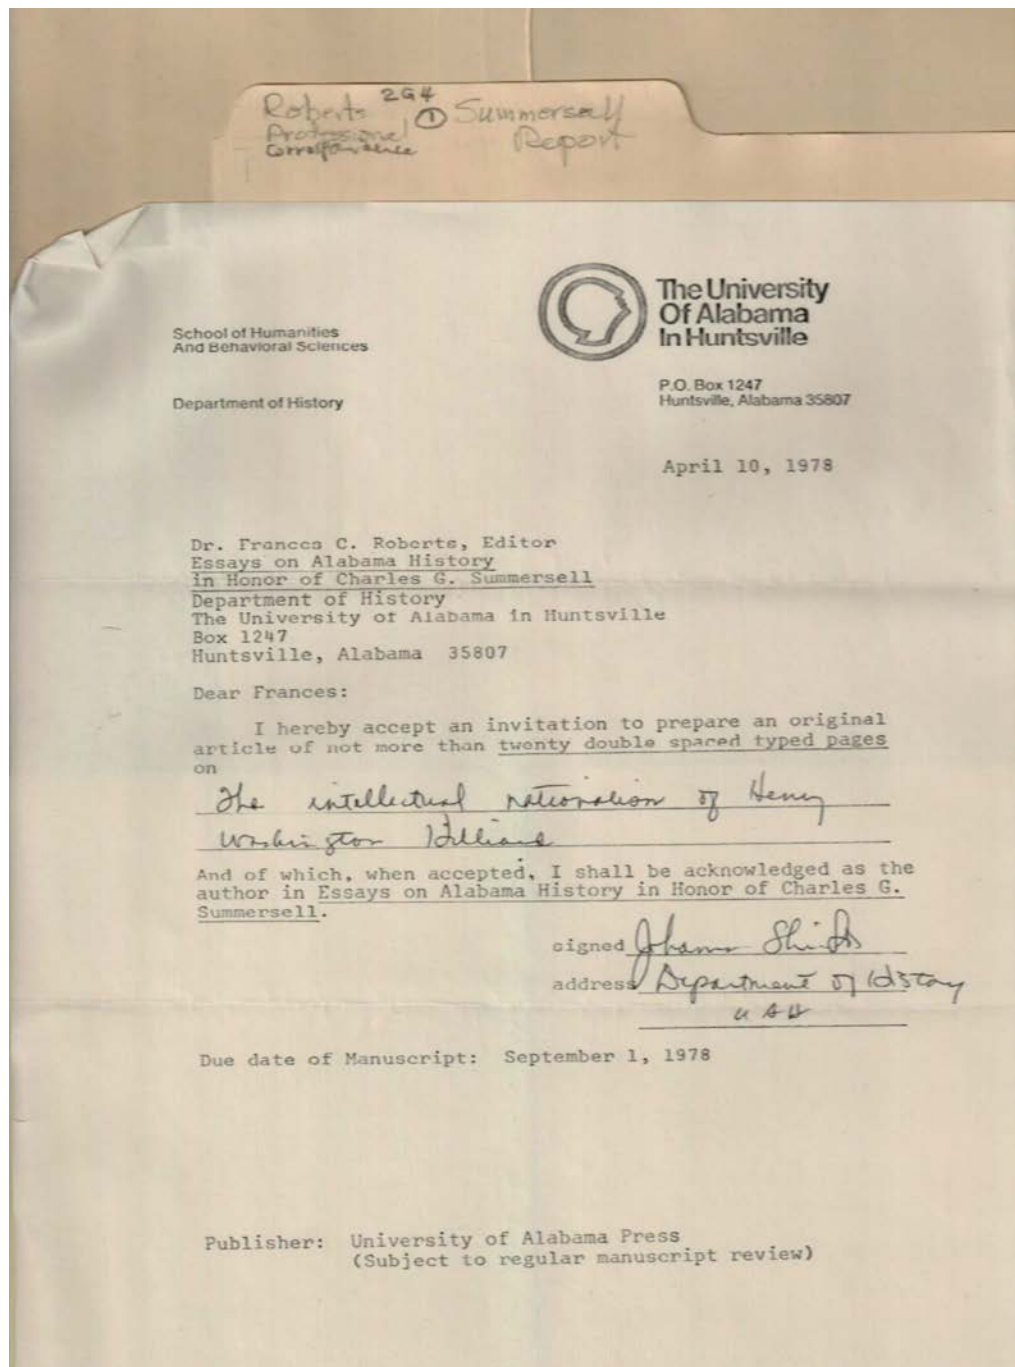 Roberts 2G4 ① Summersell
Professional Report
Correspondence
The University
Of Alabama
In Huntsville
School of Humanities
And Behavioral Sciences
P.O. Box 1247
Huntsville, Alabama 35807
Department of History
April 10, 1978
Dr. Frances C. Roberts, Editor
Essays on Alabama History
in Honor of Charles G. Summersell
Department of History
The University of Alabama in Huntsville
Box 1247
Huntsville, Alabama 35807
Dear Frances:
I hereby accept an invitation to prepare an original
article of not more than twenty double spaced typed pages
on
The intellectual nationalism of Henry
Washington Hilliard
And of which, when accepted, I shall be acknowledged as the
author in Essays on Alabama History in Honor of Charles G.
Summersell.
signed Johanna Shields
address Department of History
UAH
Due date of Manuscript: September 1, 1978
Publisher: University of Alabama Press
(Subject to regular manuscript review)